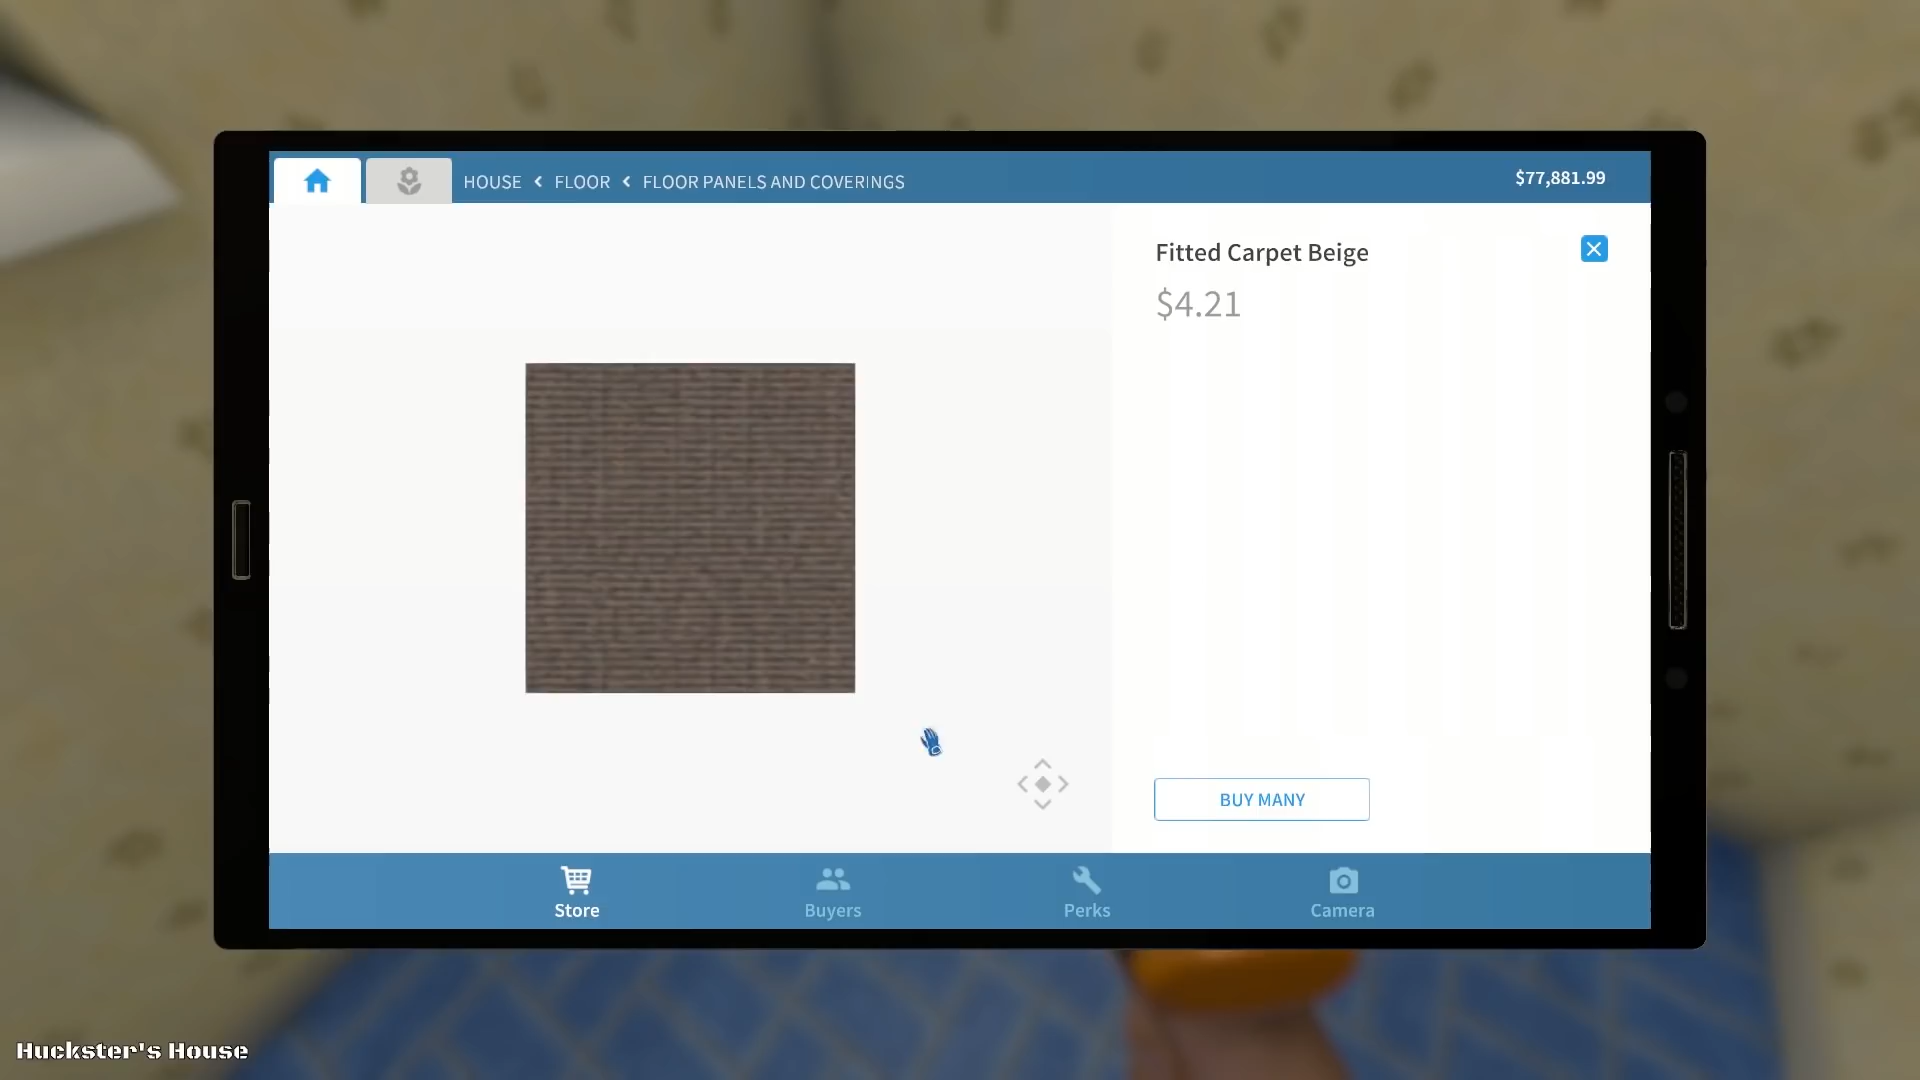 HOUSE < FLOOR < FLOOR PANELS AND COVERINGS
$77,881.99
Fitted Carpet Beige
$4.21
BUY MANY
Store
Buyers
Perks
Camera
Huckster's House